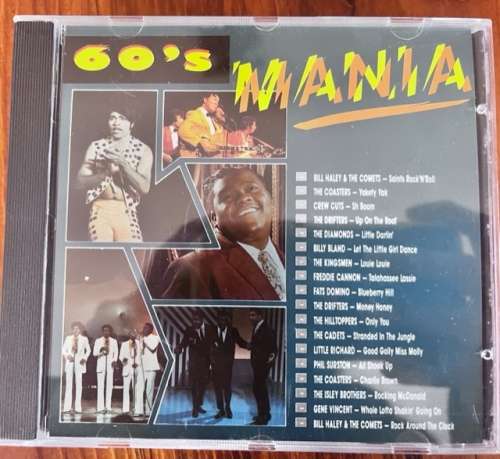 60's MANIA
BILL HALEY & THE COMETS – Saints Rock'N'Roll
THE COASTERS – Yakety Yak
CREW CUTS – Sh Boom
THE DRIFTERS – Up On The Roof
THE DIAMONDS – Little Darlin'
BILLY BLAND – Let The Little Girl Dance
THE KINGSMEN – Louie Louie
FREDDIE CANNON – Talahassee Lassie
FATS DOMINO – Blueberry Hill
THE DRIFTERS – Money Honey
THE HILLTOPPERS – Only You
THE CADETS – Stranded In The Jungle
LITTLE RICHARD – Good Golly Miss Molly
PHIL SURSTON – All Shook Up
THE COASTERS – Charlie Brown
THE ISLEY BROTHERS – Rocking McDonald
GENE VINCENT – Whole Lotta Shakin' Going On
BILL HALEY & THE COMETS – Rock Around The Clock